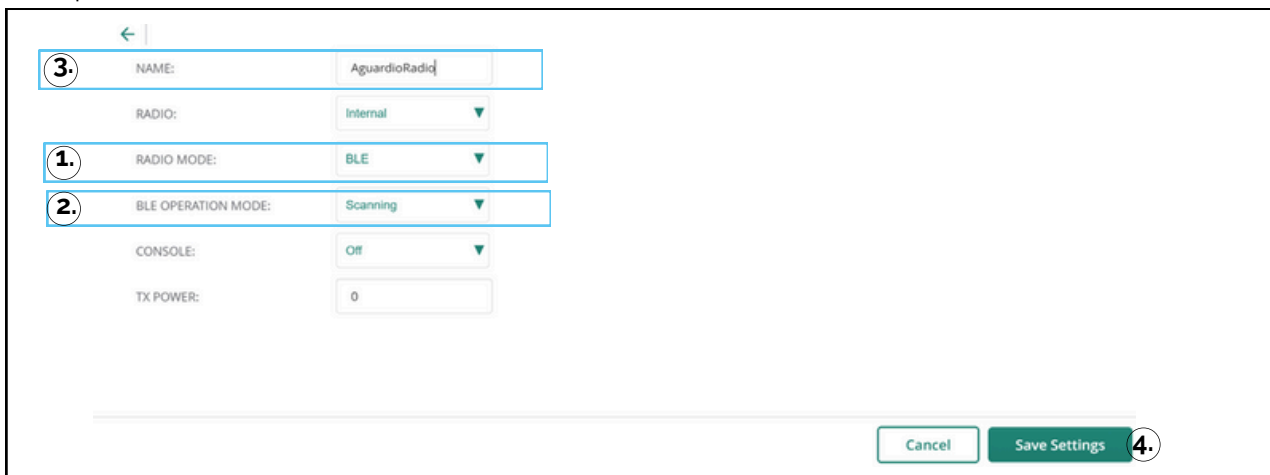 ←
3. NAME: AguardioRadio
RADIO: Internal ▼
1. RADIO MODE: BLE ▼
2. BLE OPERATION MODE: Scanning ▼
CONSOLE: Off ▼
TX POWER: 0
Cancel Save Settings 4.